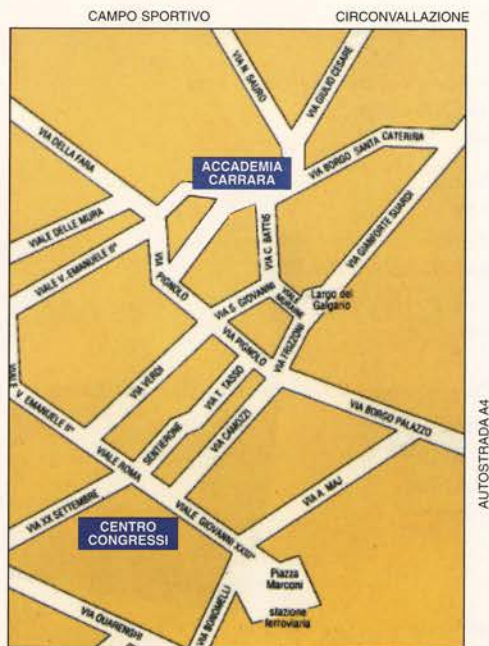 CAMPO SPORTIVO
CIRCONVALLAZIONE
VIA N. SAURO
VIA GIULIO CESARE
VIA DELLA FARA
VIA BORGO SANTA CATERINA
ACCADEMIA
CARRARA
VIALE DELLE MURA
VIA C. BATTIS
VIA GIANFORTE SUARDI
VIALE V. EMANUELE II°
VIA PIGNOLO
VIA S. GIOVANNI
VIALE MURAINE
Largo del
Galgario
VIA PIGNOLO
VIA FRIZZONI
VIA VERDI
VIA T. TASSO
VIALE V. EMANUELE II°
SENTIERONE
VIA CAMOZZI
VIA BORGO PALAZZO
AUTOSTRADA A4
VIALE ROMA
VIA XX SETTEMBRE
VIALE GIOVANNI XXIII°
VIA A. MAJ
CENTRO
CONGRESSI
Piazza
Marconi
stazione
ferroviaria
VIA BONOMELLI
VIA QUARENGHI